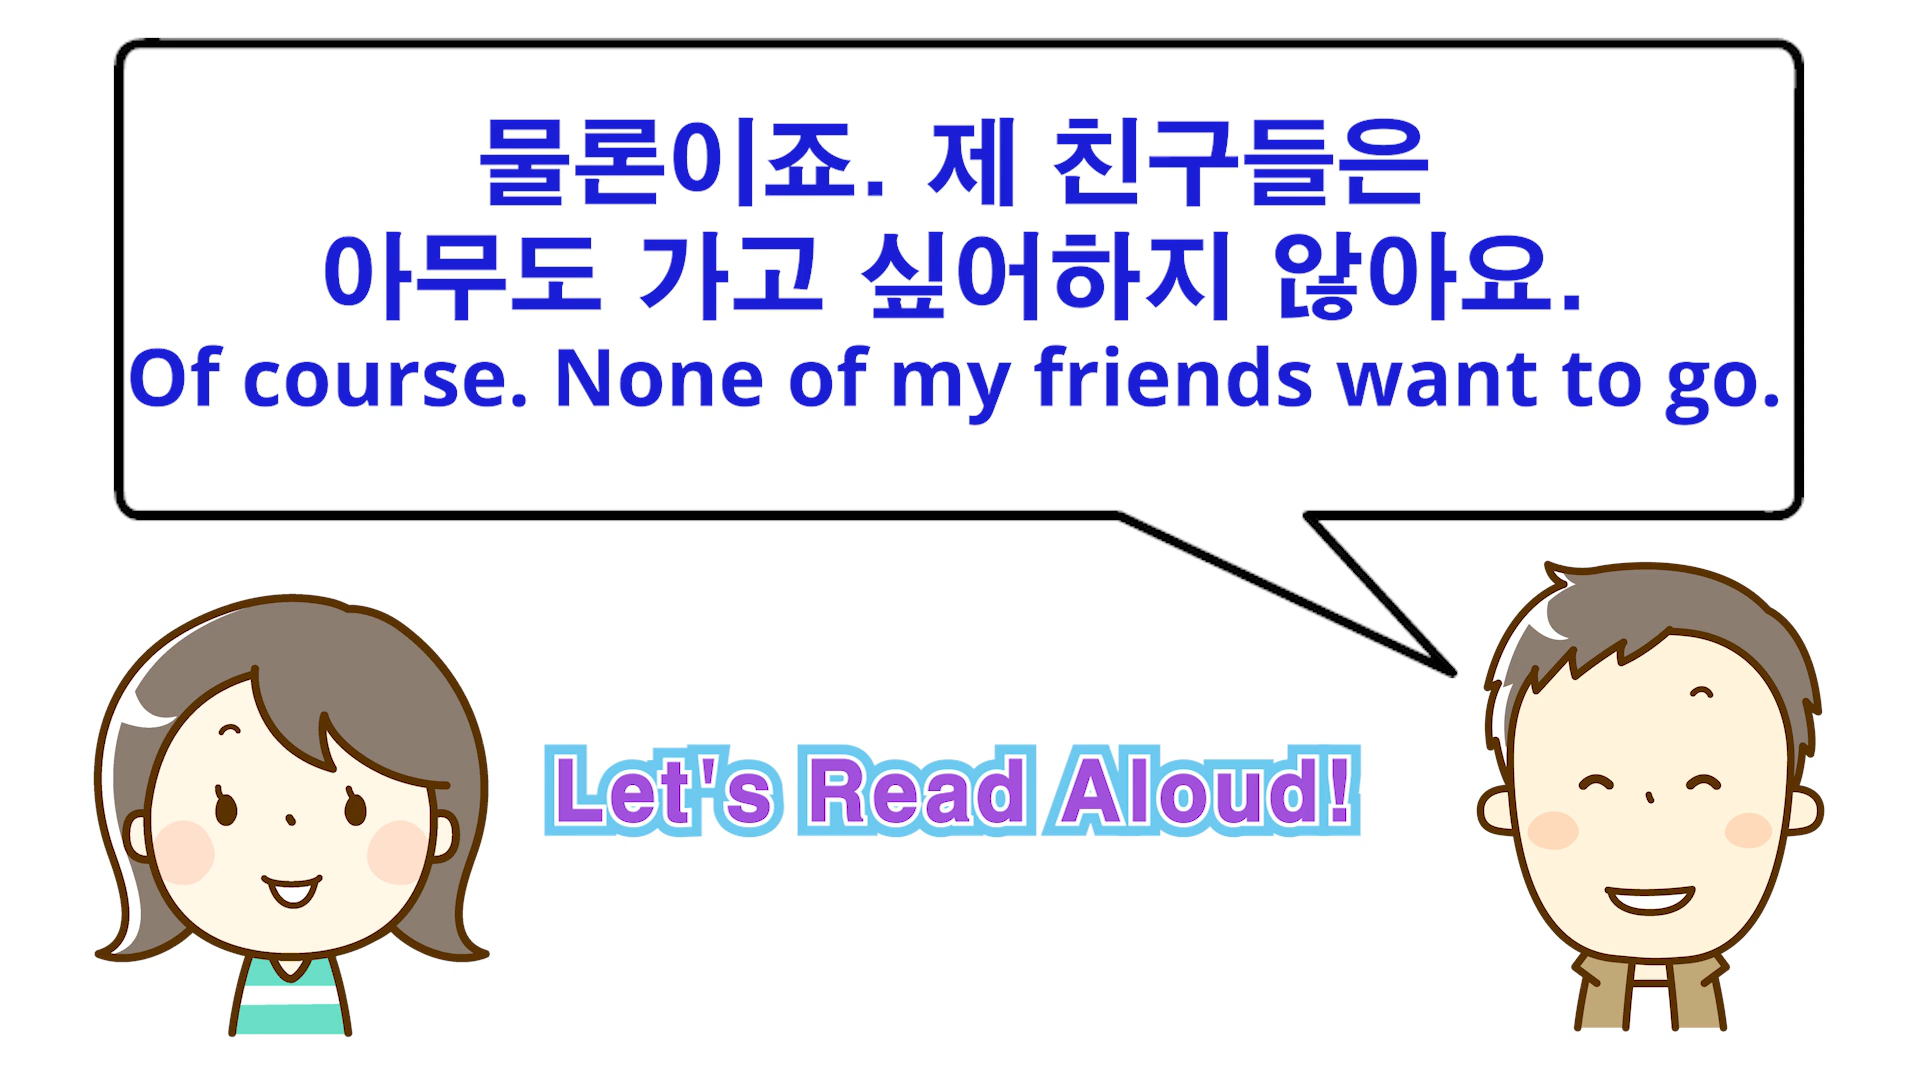 물론이죠. 제 친구들은
아무도 가고 싶어하지 않아요.
Of course. None of my friends want to go.
Let's Read Aloud!